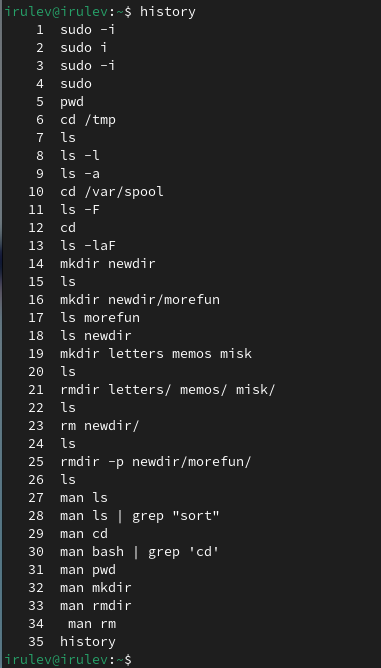 irulev@irulev:~$ history
    1  sudo -i
    2  sudo i
    3  sudo -i
    4  sudo
    5  pwd
    6  cd /tmp
    7  ls
    8  ls -l
    9  ls -a
   10  cd /var/spool
   11  ls -F
   12  cd
   13  ls -laF
   14  mkdir newdir
   15  ls
   16  mkdir newdir/morefun
   17  ls morefun
   18  ls newdir
   19  mkdir letters memos misk
   20  ls
   21  rmdir letters/ memos/ misk/
   22  ls
   23  rm newdir/
   24  ls
   25  rmdir -p newdir/morefun/
   26  ls
   27  man ls
   28  man ls | grep "sort"
   29  man cd
   30  man bash | grep 'cd'
   31  man pwd
   32  man mkdir
   33  man rmdir
   34   man rm
   35  history
irulev@irulev:~$